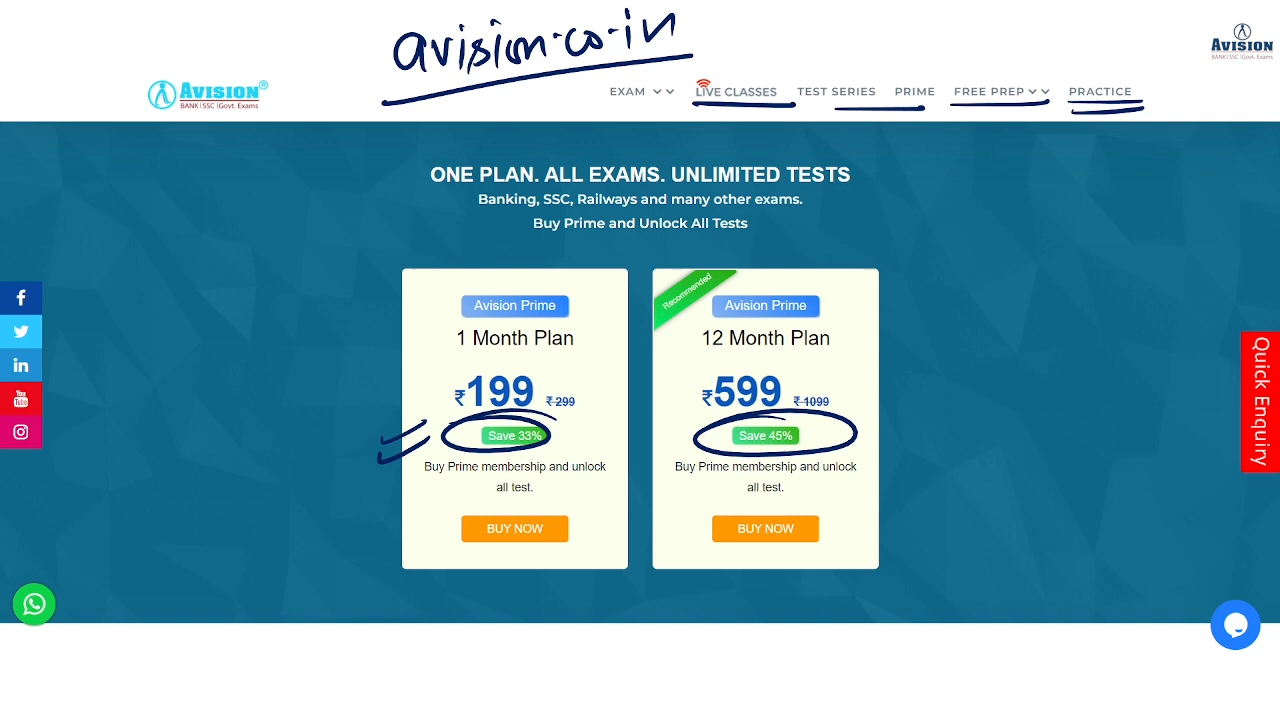 avision.co.in
AVISION
BANK|SSC|Govt. Exams
AVISION®
BANK|SSC|Govt. Exams
EXAM LIVE CLASSES TEST SERIES PRIME FREE PREP PRACTICE
ONE PLAN. ALL EXAMS. UNLIMITED TESTS
Banking, SSC, Railways and many other exams.
Buy Prime and Unlock All Tests
Avision Prime
1 Month Plan
₹199 ₹ 299
Save 33%
Buy Prime membership and unlock
all test.
BUY NOW
Recommended
Avision Prime
12 Month Plan
₹599 ₹ 1099
Save 45%
Buy Prime membership and unlock
all test.
BUY NOW
You
Tube
Quick Enquiry